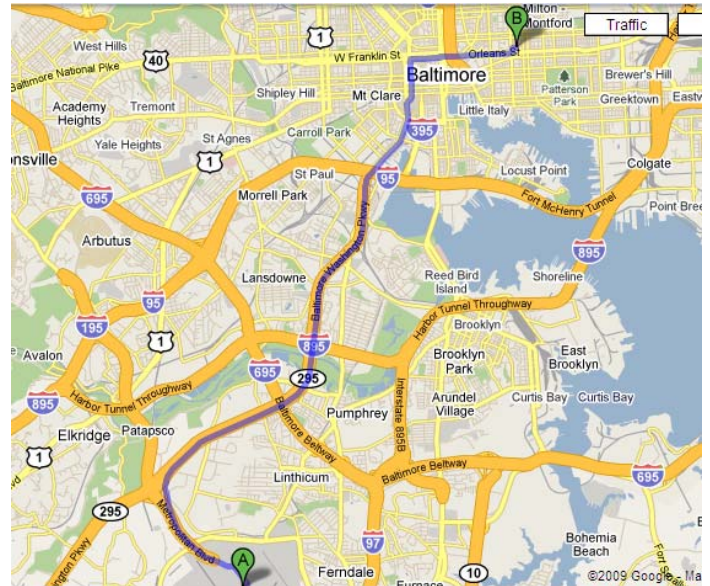 B
Milton -
Montford
Traffic
West Hills
1
W Franklin St
Orleans St
40
Baltimore National Pike
Baltimore
Brewer's Hill
Shipley Hill
Mt Clare
Patterson
Park
Academy
Heights
Tremont
Little Italy
Greektown
St Agnes
Carroll Park
395
Yale Heights
1
695
St Paul
95
Locust Point
Colgate
Morrell Park
Fort McHenry Tunnel
Arbutus
Baltimore Washington Pkwy
895
Lansdowne
Reed Bird
Island
Shoreline
95
195
Harbor Tunnel Throughway
Brooklyn
1
895
Avalon
295
695
Brooklyn
Park
East
Brooklyn
895
Harbor Tunnel Throughway
Interstate 895B
Pumphrey
Arundel
Village
Curtis Bay
Curtis Bay
Elkridge
Patapsco
1
Baltimore Beltway
Baltimore Beltway
Linthicum
695
295
Metropolitan Blvd
A
97
Bohemia
Beach
Ferndale
10
©2009 Google